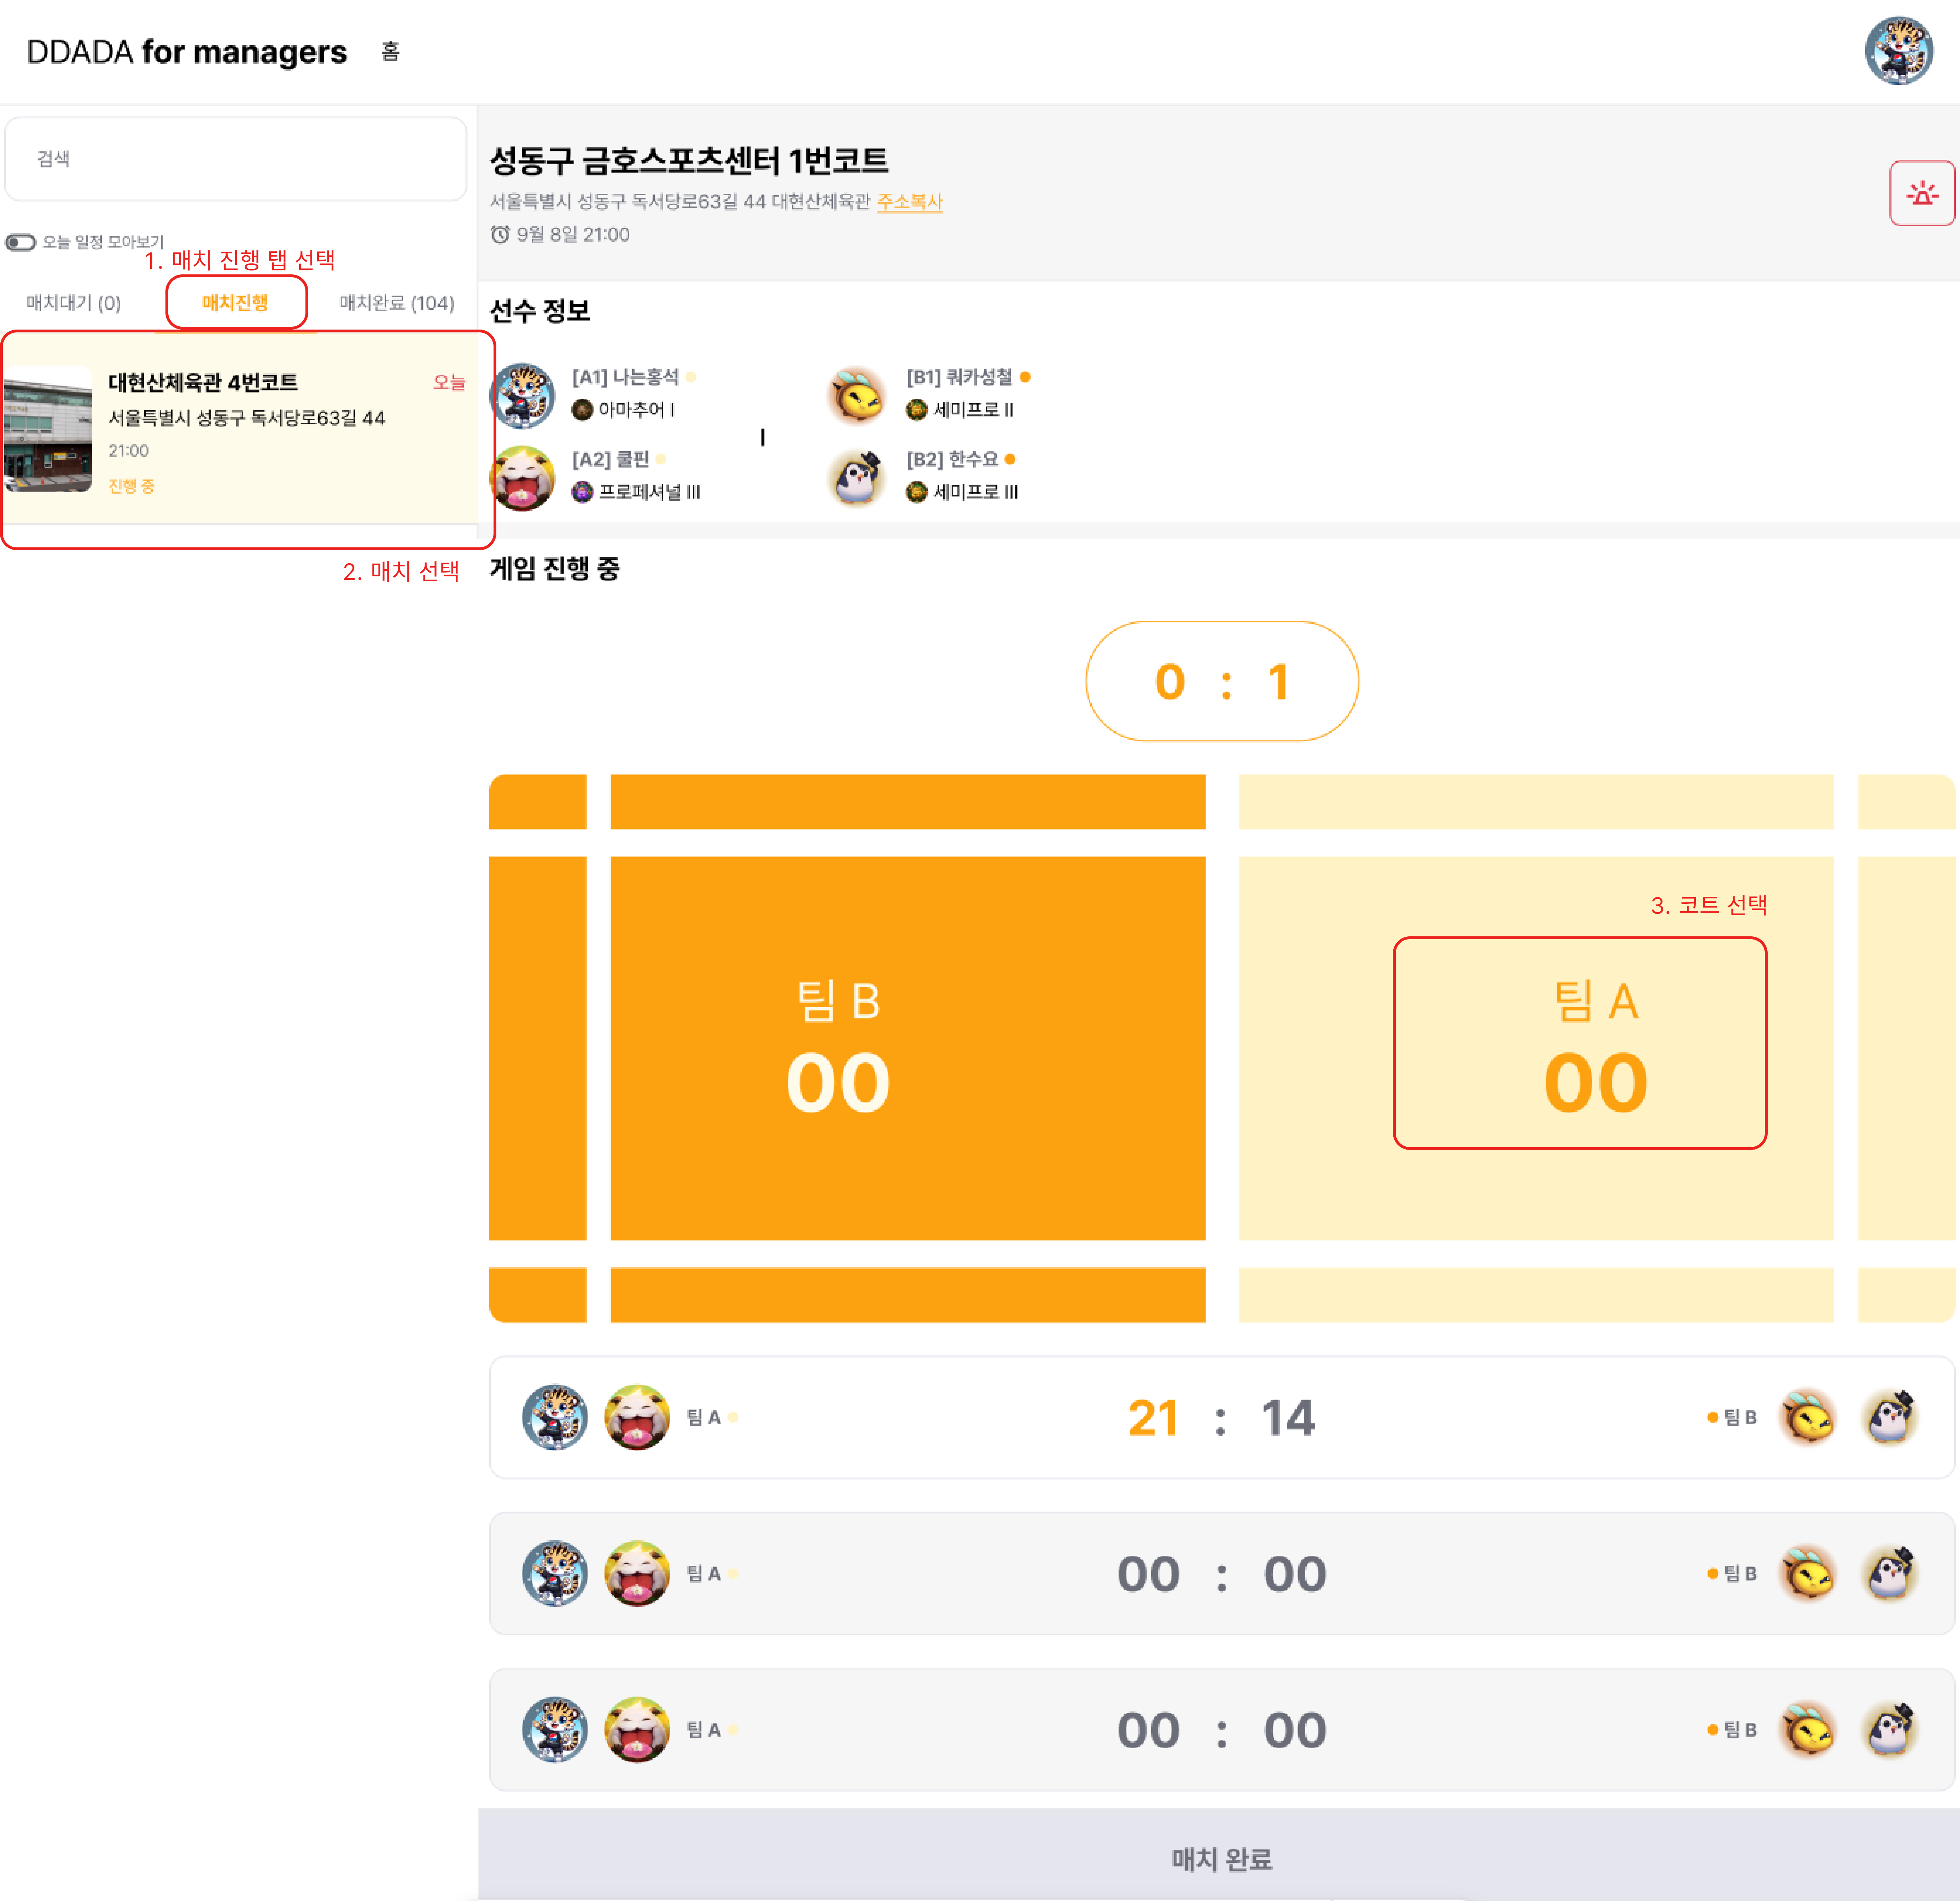 DDADA for managers 홈
검색
오늘 일정 모아보기
1. 매치 진행 탭 선택
매치대기 (0) 매치진행 매치완료 (104)
대현산체육관 4번코트 오늘
서울특별시 성동구 독서당로63길 44
21:00
진행 중
2. 매치 선택
성동구 금호스포츠센터 1번코트
서울특별시 성동구 독서당로63길 44 대현산체육관 주소복사
9월 8일 21:00
선수 정보
[A1] 나는홍석
아마추어 I
[A2] 쿨핀
프로페셔널 III
[B1] 쿼카성철
세미프로 II
[B2] 한수요
세미프로 III
게임 진행 중
0 : 1
3. 코트 선택
팀 B
00
팀 A
00
팀 A 21 : 14 팀 B
팀 A 00 : 00 팀 B
팀 A 00 : 00 팀 B
매치 완료